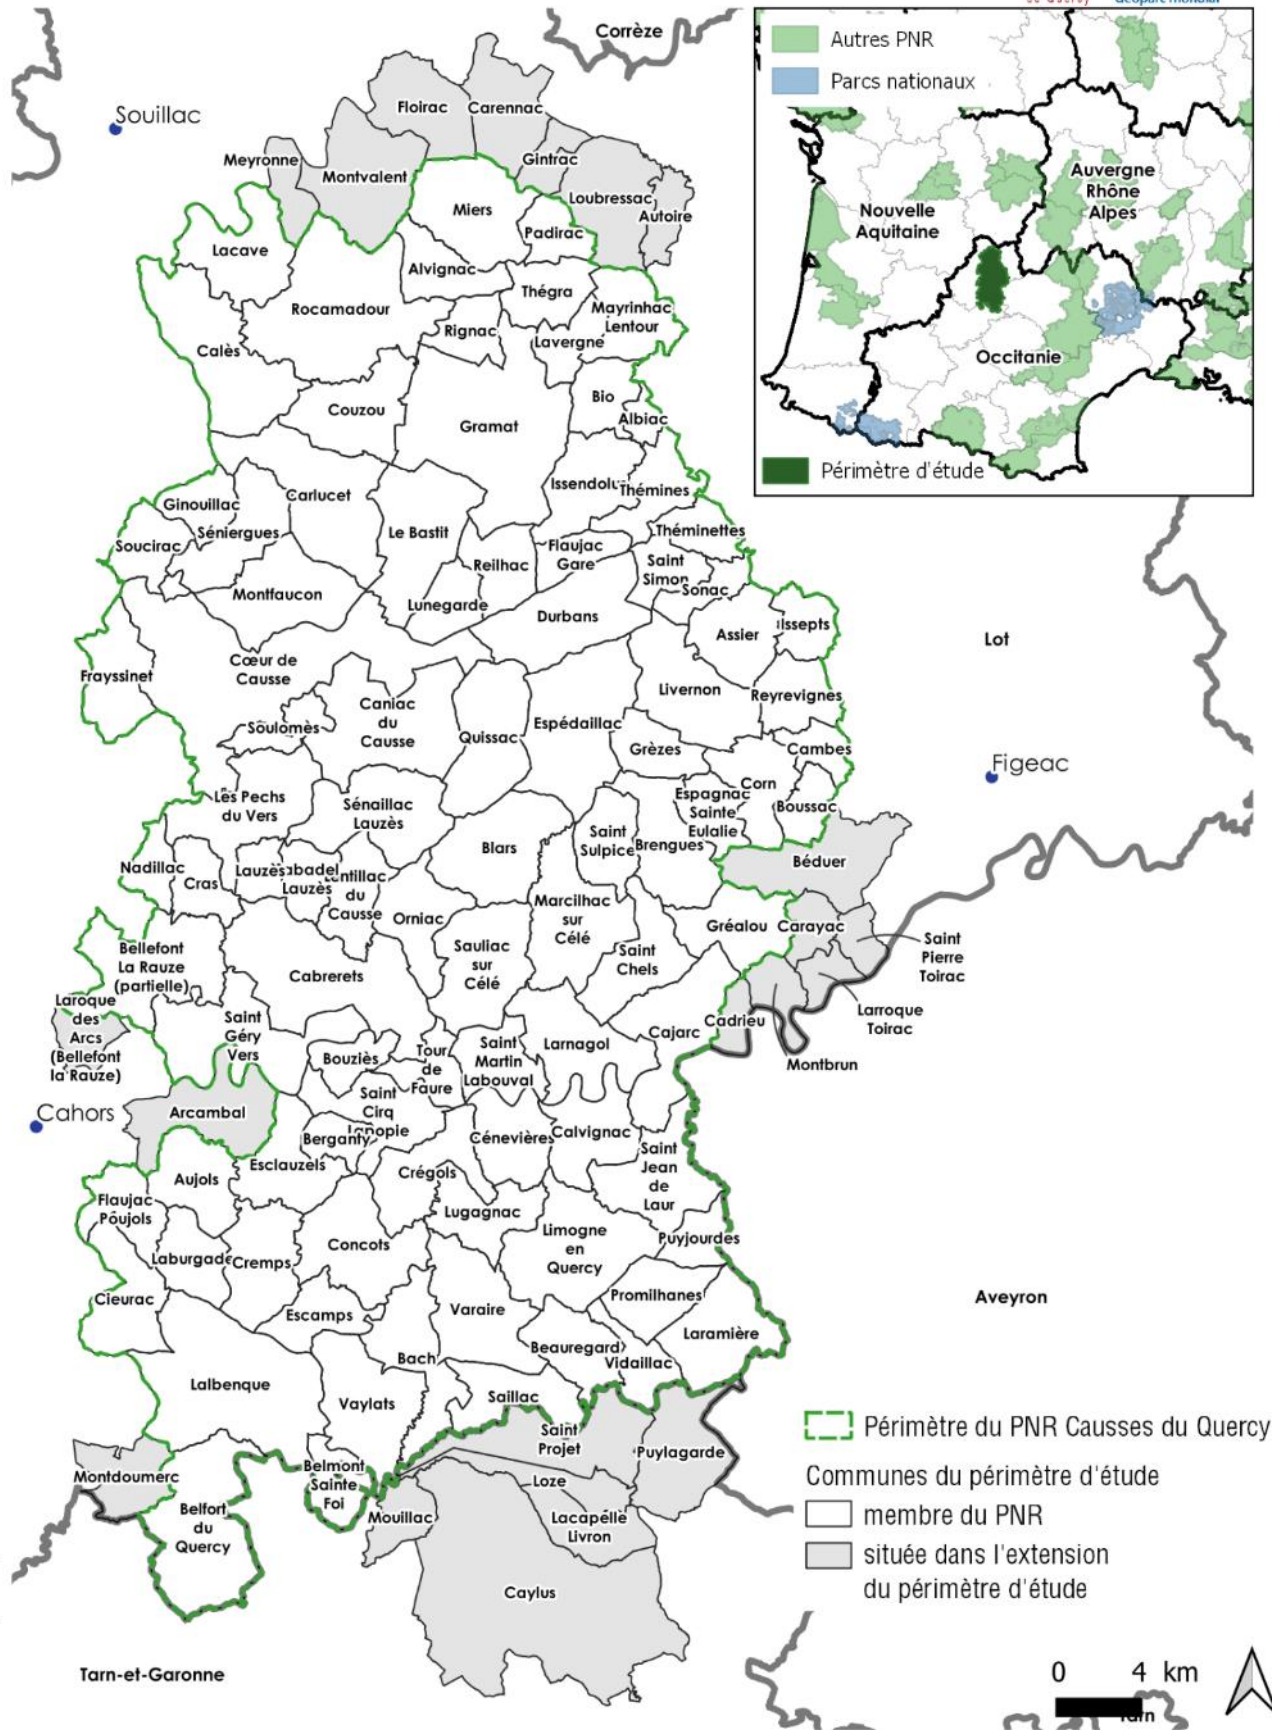 Géoparc mondial
Corrèze
Autres PNR
Parcs nationaux
Souillac
Floirac
Carennac
Meyronne
Montvalent
Gintrac
Loubressac
Autoire
Miers
Padirac
Lacave
Alvignac
Thégra
Rocamadour
Mayrinhac
Lentour
Rignac
Lavergne
Calès
Bio
Couzou
Albiac
Gramat
Nouvelle
Aquitaine
Auvergne
Rhône
Alpes
Occitanie
Périmètre d'étude
Issendolu
Thémines
Ginouillac
Carlucet
Séniergues
Le Bastit
Théminettes
Soucirac
Flaujac
Gare
Reilhac
Saint
Simon
Sonac
Montfaucon
Lunegarde
Durbans
Assier
Issepts
Lot
Frayssinet
Cœur de
Causse
Livernon
Reyrevignes
Caniac
du
Causse
Soulomès
Quissac
Espédaillac
Grèzes
Cambes
Figeac
Les Pechs
du Vers
Sénaillac
Lauzès
Corn
Espagnac
Sainte
Eulalie
Boussac
Saint
Sulpice
Brengues
Blars
Béduer
Nadillac
Cras
Lauzès
abadel
Lauzès
entillac
du
Causse
Orniac
Marcilhac
sur
Célé
Gréalou
Carayac
Saint
Pierre
Toirac
Bellefont
La Rauze
(partielle)
Cabrerets
Sauliac
sur
Célé
Saint
Chels
Laroque
des
Arcs
(Bellefont
la Rauze)
Saint
Géry
Vers
Larroque
Toirac
Cadrieu
Cajarc
Montbrun
Bouziès
Tour
de
Faure
Saint
Martin
Labouval
Larnagol
Cahors
Arcambal
Saint
Cirq
Lapopie
Berganty
Cénevières
Calvignac
Esclauzels
Aujols
Crégols
Saint
Jean
de
Laur
Flaujac
Poujols
Lugagnac
Limogne
en
Quercy
Puyjourdes
Laburgade
Cremps
Concots
Cieurac
Escamps
Varaire
Promilhanes
Laramière
Aveyron
Beauregard
Vidaillac
Bach
Lalbenque
Vaylats
Saillac
Saint
Projet
Puylagarde
Périmètre du PNR Causses du Quercy
Communes du périmètre d'étude
membre du PNR
située dans l'extension
du périmètre d'étude
Montdoumerc
Belmont
Sainte
Foi
Loze
Belfort
du
Quercy
Mouillac
Lacapelle
Livron
Caylus
Tarn-et-Garonne
0 4 km
Tarn